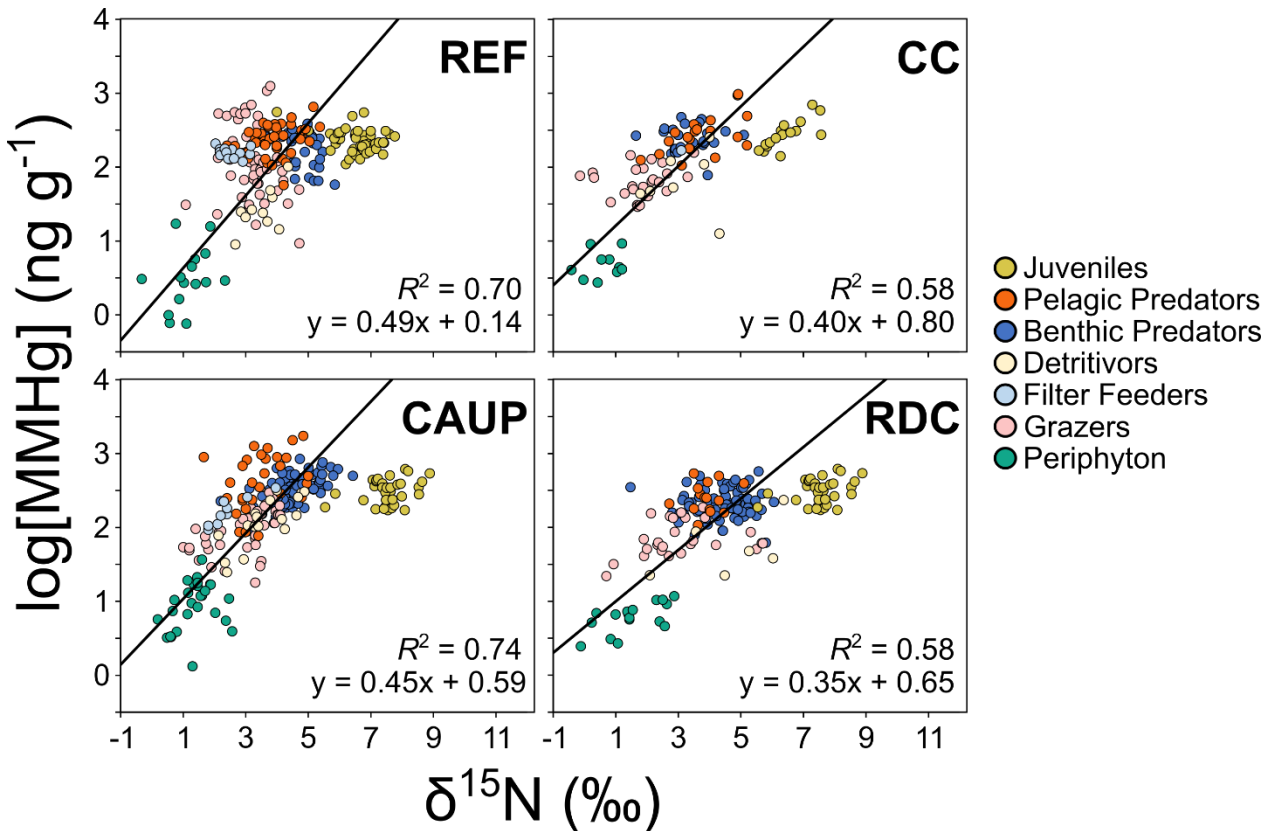 log[MMHg] (ng g⁻¹)
4
3
2
1
0
REF
R² = 0.70
y = 0.49x + 0.14
CC
R² = 0.58
y = 0.40x + 0.80
4
3
2
1
0
CAUP
R² = 0.74
y = 0.45x + 0.59
RDC
R² = 0.58
y = 0.35x + 0.65
-1 1 3 5 7 9 11
-1 1 3 5 7 9 11
δ¹⁵N (‰)
Juveniles
Pelagic Predators
Benthic Predators
Detritivors
Filter Feeders
Grazers
Periphyton